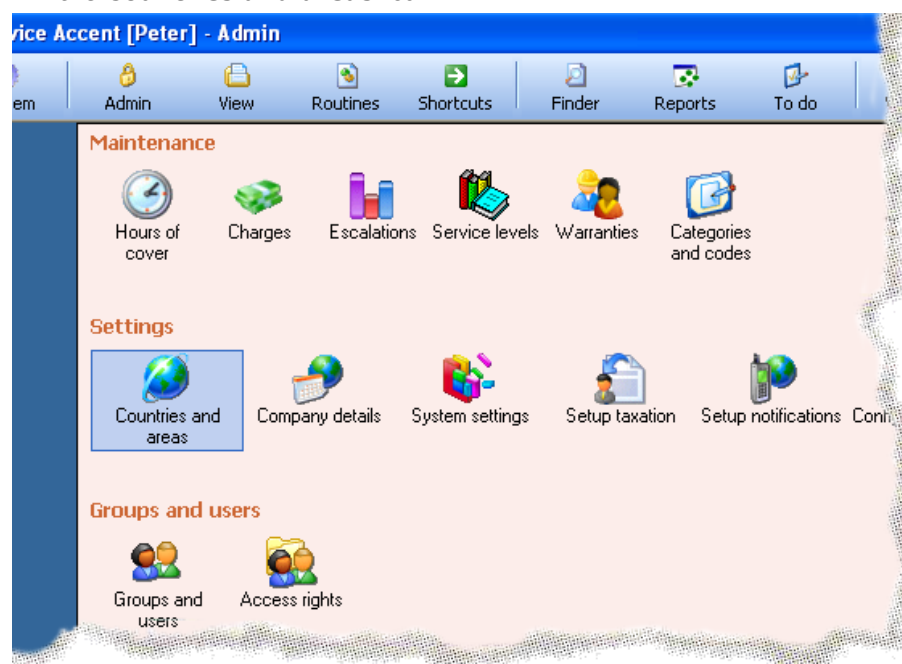 vice Accent [Peter] - Admin
em Admin View Routines Shortcuts Finder Reports To do
Maintenance
Hours of cover
Charges
Escalations
Service levels
Warranties
Categories and codes
Settings
Countries and areas
Company details
System settings
Setup taxation
Setup notifications
Groups and users
Groups and users
Access rights